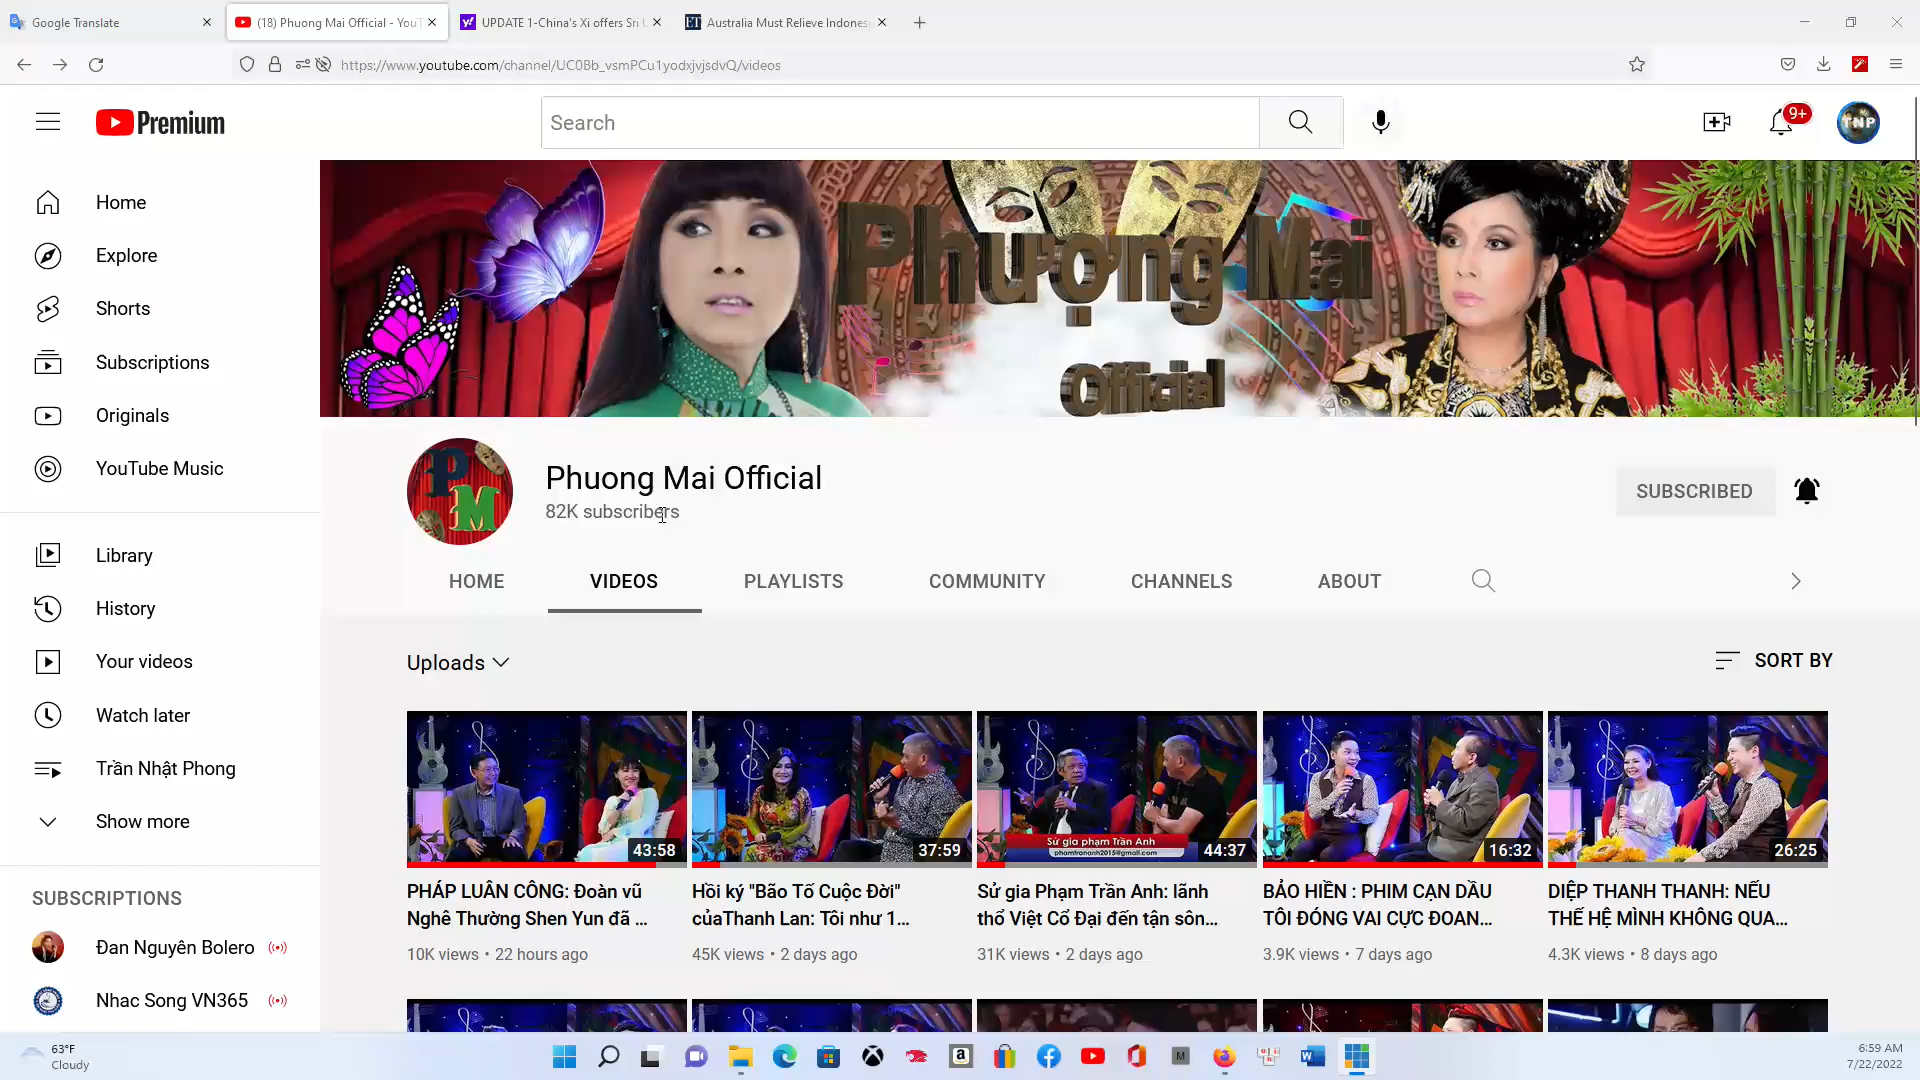 Google Translate
(18) Phuong Mai Official - YouT
UPDATE 1-China's Xi offers Sri L
Australia Must Relieve Indones
https://www.youtube.com/channel/UC0Bb_vsmPCu1yodxjvjsdvQ/videos
Premium
Search
9+
TNP
Home
Explore
Shorts
Subscriptions
Originals
YouTube Music
Library
History
Your videos
Watch later
Trần Nhật Phong
Show more
SUBSCRIPTIONS
Đan Nguyên Bolero
Nhac Song VN365
Phượng Mai
Official
PM
Phuong Mai Official
82K subscribers
SUBSCRIBED
HOME VIDEOS PLAYLISTS COMMUNITY CHANNELS ABOUT
Uploads
SORT BY
43:58
PHÁP LUÂN CÔNG: Đoàn vũ
Nghê Thường Shen Yun đã ...
10K views • 22 hours ago
37:59
Hồi ký "Bão Tố Cuộc Đời"
củaThanh Lan: Tôi như 1...
45K views • 2 days ago
Sử gia phạm Trần Anh
phamtrananh2015@gmail.com
44:37
Sử gia Phạm Trần Anh: lãnh
thổ Việt Cổ Đại đến tận sôn...
31K views • 2 days ago
16:32
BẢO HIỀN : PHIM CẠN DẦU
TÔI ĐÓNG VAI CỰC ĐOAN...
3.9K views • 7 days ago
26:25
DIỆP THANH THANH: NẾU
THẾ HỆ MÌNH KHÔNG QUA...
4.3K views • 8 days ago
63°F
Cloudy
6:59 AM
7/22/2022